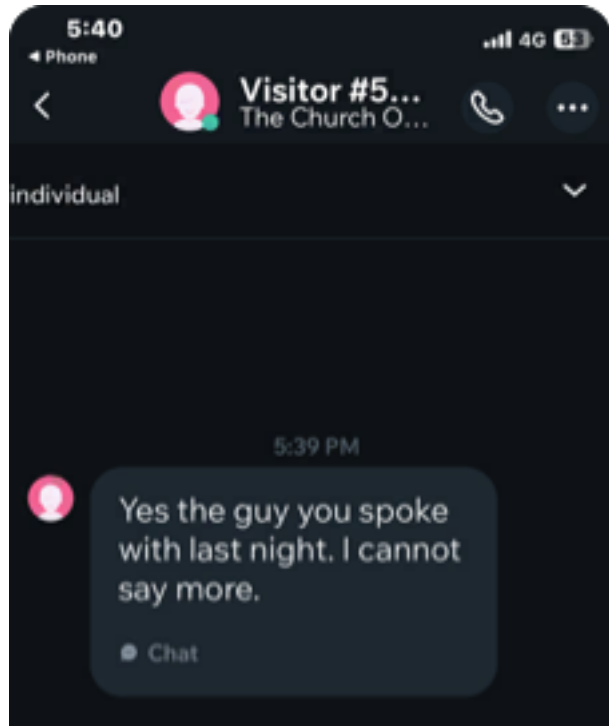 5:40
4G 53
◄ Phone
Visitor #5...
The Church O...
individual
5:39 PM
Yes the guy you spoke
with last night. I cannot
say more.
Chat